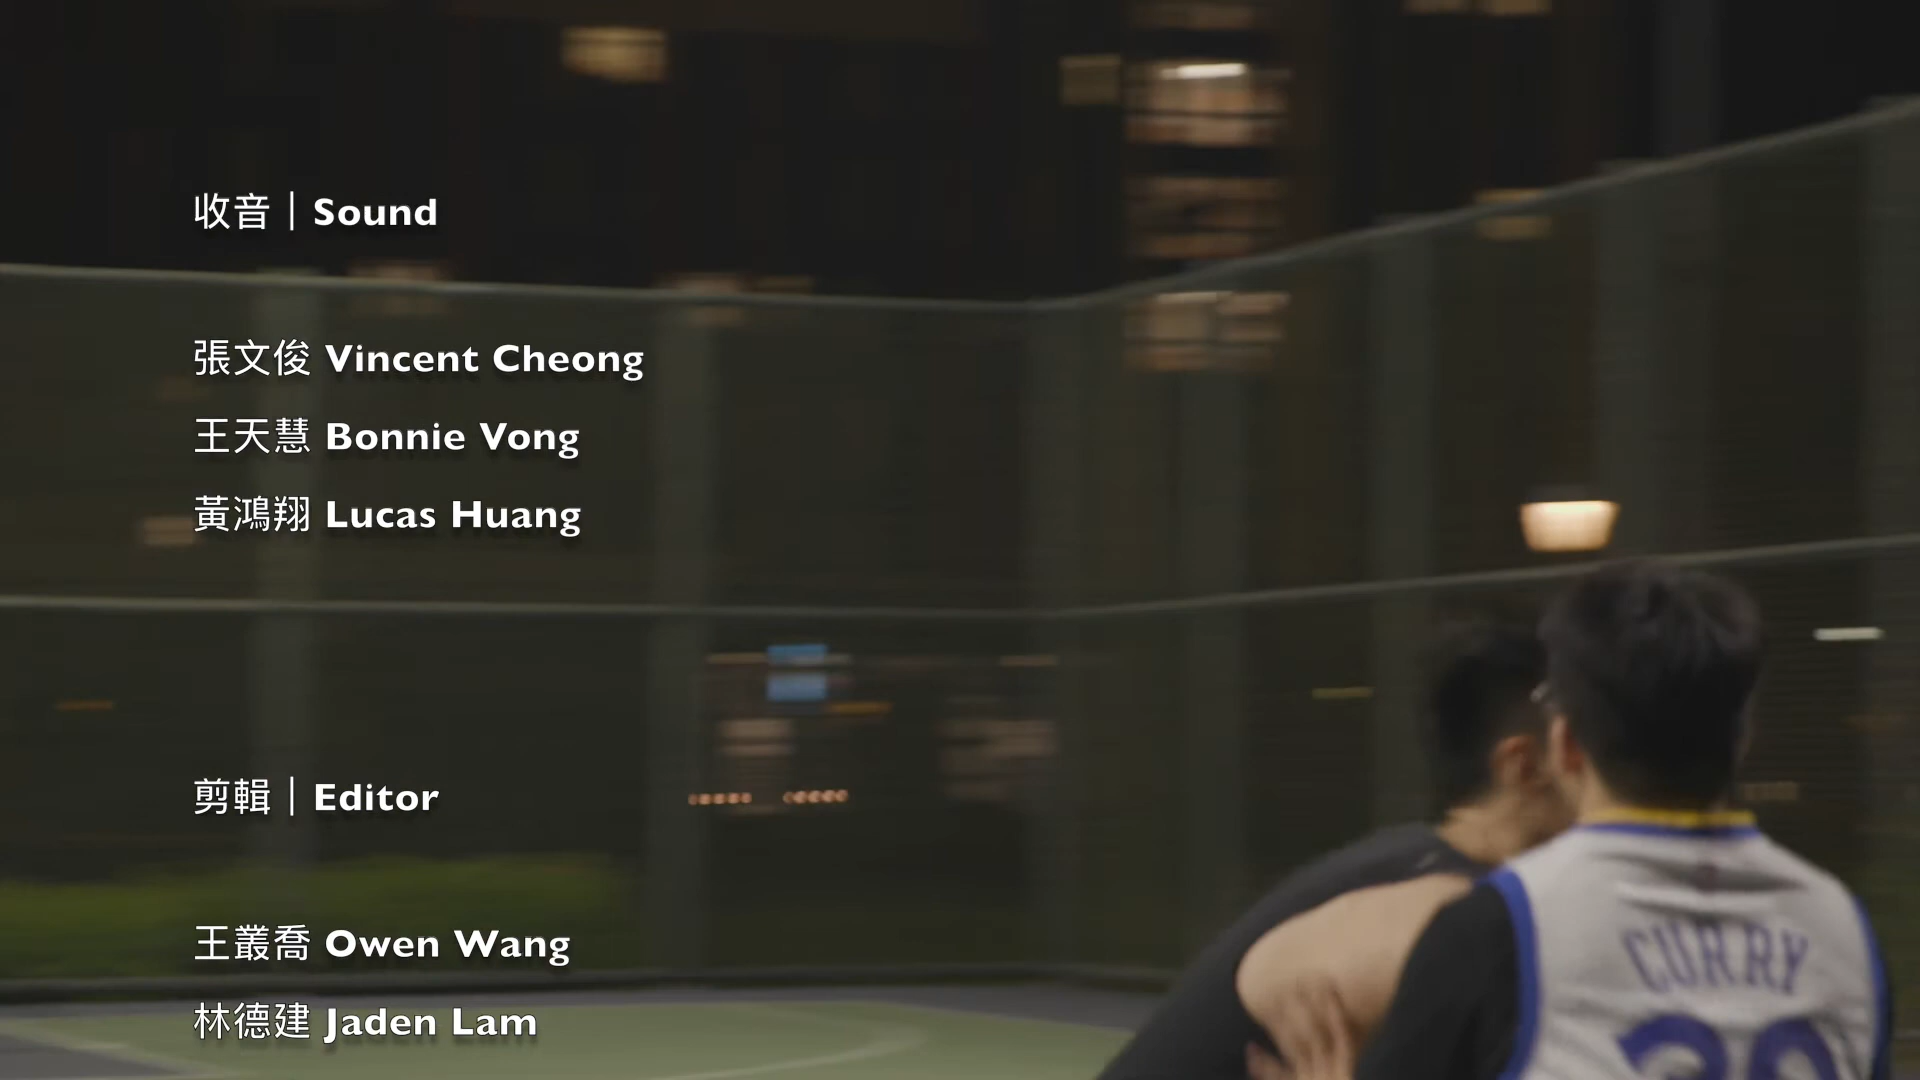 收音｜Sound
張文俊 Vincent Cheong
王天慧 Bonnie Vong
黃鴻翔 Lucas Huang
剪輯｜Editor
王叢喬 Owen Wang
林德建 Jaden Lam
CURRY
30